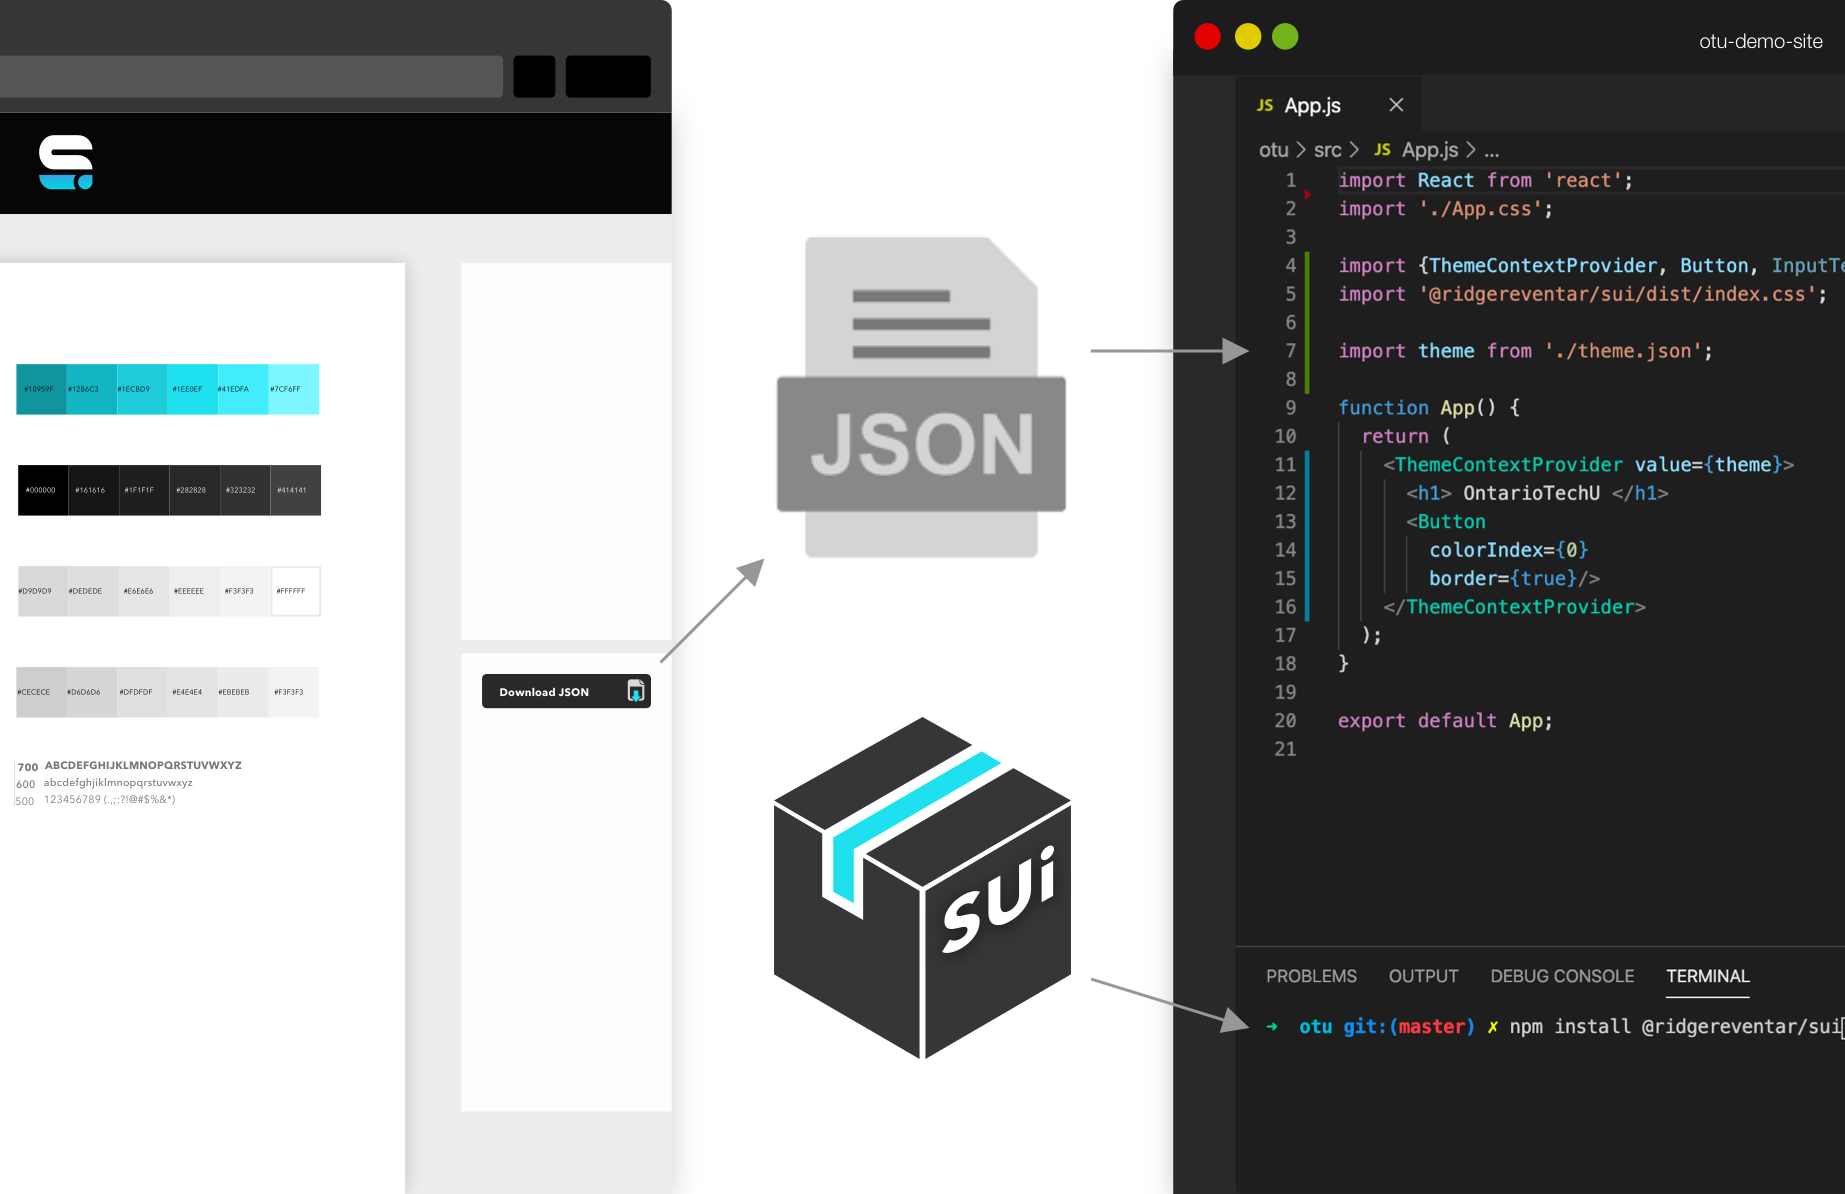 #10959F #12B6C3 #1ECBD9 #1EE0EF #41EDFA #7CF6FF
#000000 #161616 #1F1F1F #282828 #323232 #414141
#D9D9D9 #DEDEDE #E6E6E6 #EEEEEE #F3F3F3 #FFFFFF
#CECECE #D6D6D6 #DFDFDF #E4E4E4 #EBEBEB #F3F3F3
700 ABCDEFGHIJKLMNOPQRSTUVWXYZ
600 abcdefghjiklmnopqrstuvwxyz
500 123456789 (.,;:?!@#$%&*)
Download JSON
JSON
SUi
otu-demo-site
JS App.js
otu > src > JS App.js > ...
1 import React from 'react';
2 import './App.css';
3
4 import {ThemeContextProvider, Button, InputTe
5 import '@ridgereventar/sui/dist/index.css';
6
7 import theme from './theme.json';
8
9 function App() {
10 return (
11 <ThemeContextProvider value={theme}>
12 <h1> OntarioTechU </h1>
13 <Button
14 colorIndex={0}
15 border={true}/>
16 </ThemeContextProvider>
17 );
18 }
19
20 export default App;
21
PROBLEMS OUTPUT DEBUG CONSOLE TERMINAL
➜ otu git:(master) ✗ npm install @ridgereventar/sui